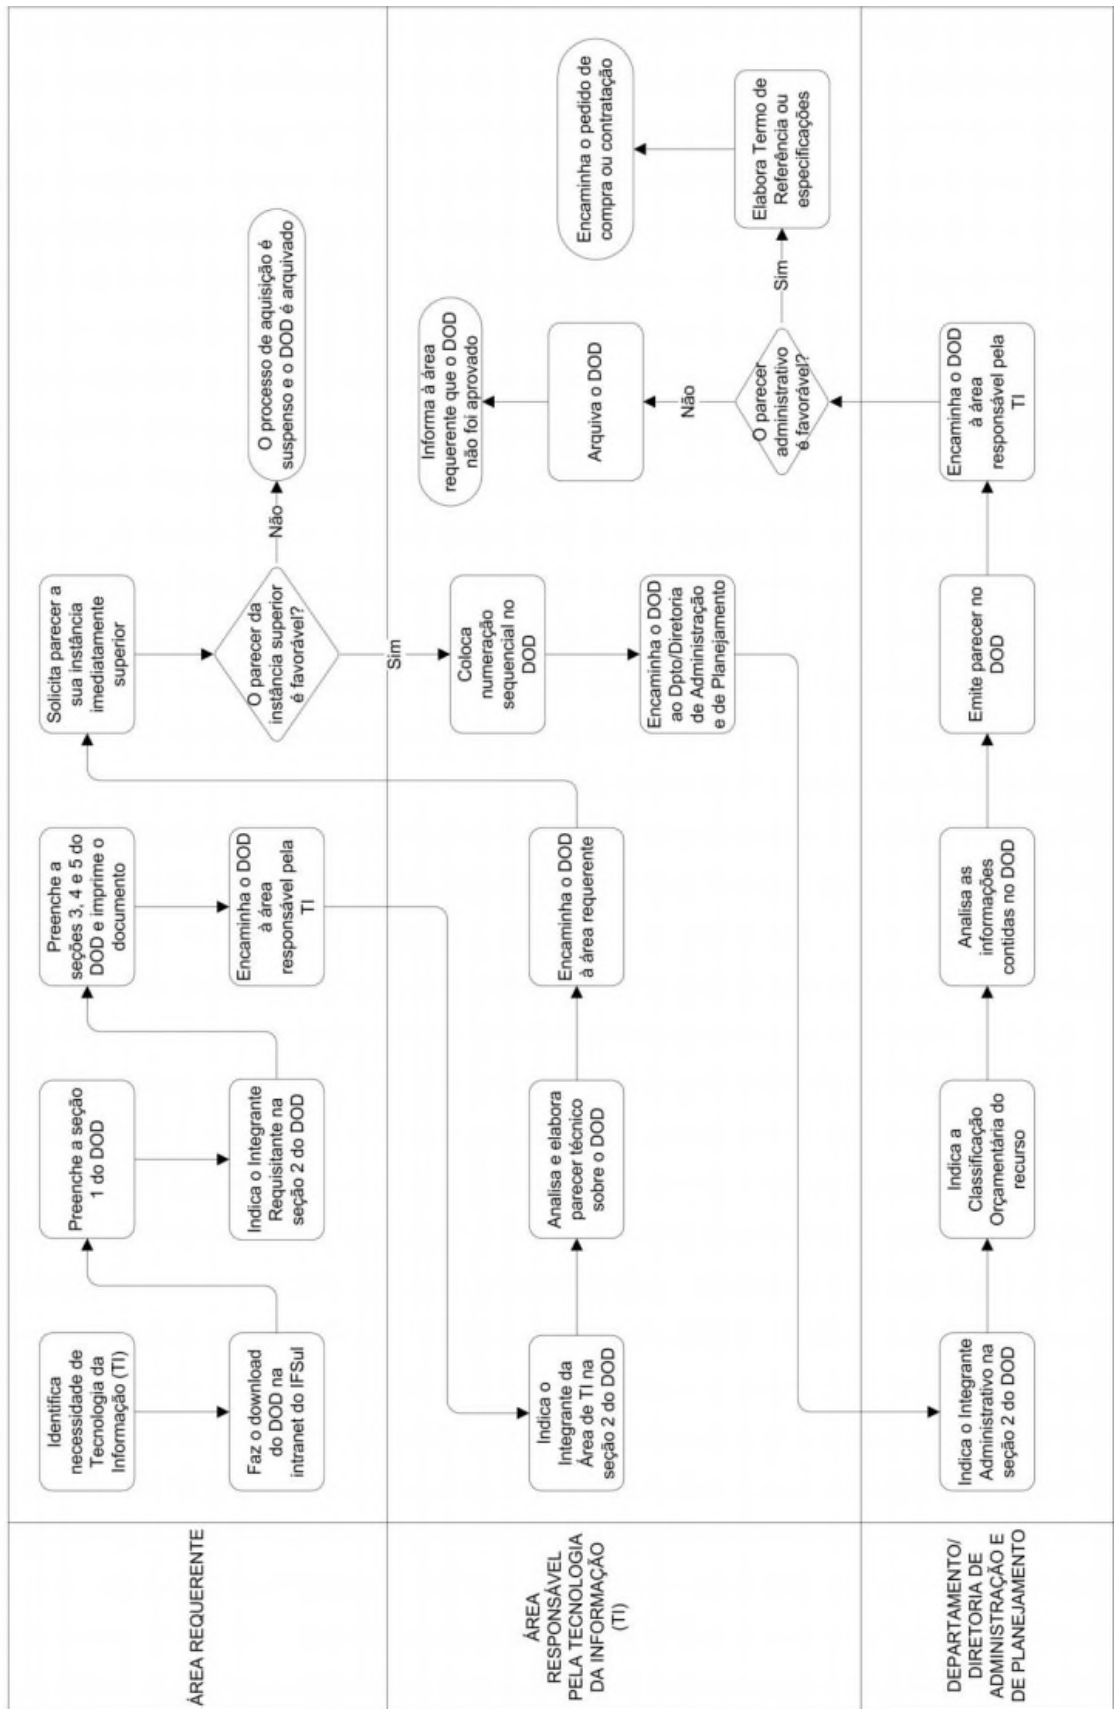 ÁREA REQUERENTE
Identifica
necessidade de
Tecnologia da
Informação (TI)
Faz o download
do DOD na
intranet do IFSul
Preenche a seção
1 do DOD
Indica o Integrante
Requisitante na
seção 2 do DOD
Preenche a
seções 3, 4 e 5 do
DOD e imprime o
documento
Encaminha o DOD
à área
responsável pela
TI
Solicita parecer a
sua instância
imediatamente
superior
O parecer da
instância superior
é favorável?
Não
O processo de aquisição é
suspenso e o DOD é arquivado
Sim
ÁREA
RESPONSÁVEL
PELA TECNOLOGIA
DA INFORMAÇÃO
(TI)
Indica o
Integrante da
Área de TI na
seção 2 do DOD
Analisa e elabora
parecer técnico
sobre o DOD
Encaminha o DOD
à área requerente
Coloca
numeração
sequencial no
DOD
Encaminha o DOD
ao Dpto/Diretoria
de Administração
e de Planejamento
Informa à área
requerente que o DOD
não foi aprovado
Arquiva o DOD
Não
O parecer
administrativo
é favorável?
Sim
Elabora Termo de
Referência ou
especificações
Encaminha o pedido de
compra ou contratação
DEPARTAMENTO/
DIRETORIA DE
ADMINISTRAÇÃO E
DE PLANEJAMENTO
Indica o Integrante
Administrativo na
seção 2 do DOD
Indica a
Classificação
Orçamentária do
recurso
Analisa as
informações
contidas no DOD
Emite parecer no
DOD
Encaminha o DOD
à área
responsável pela
TI